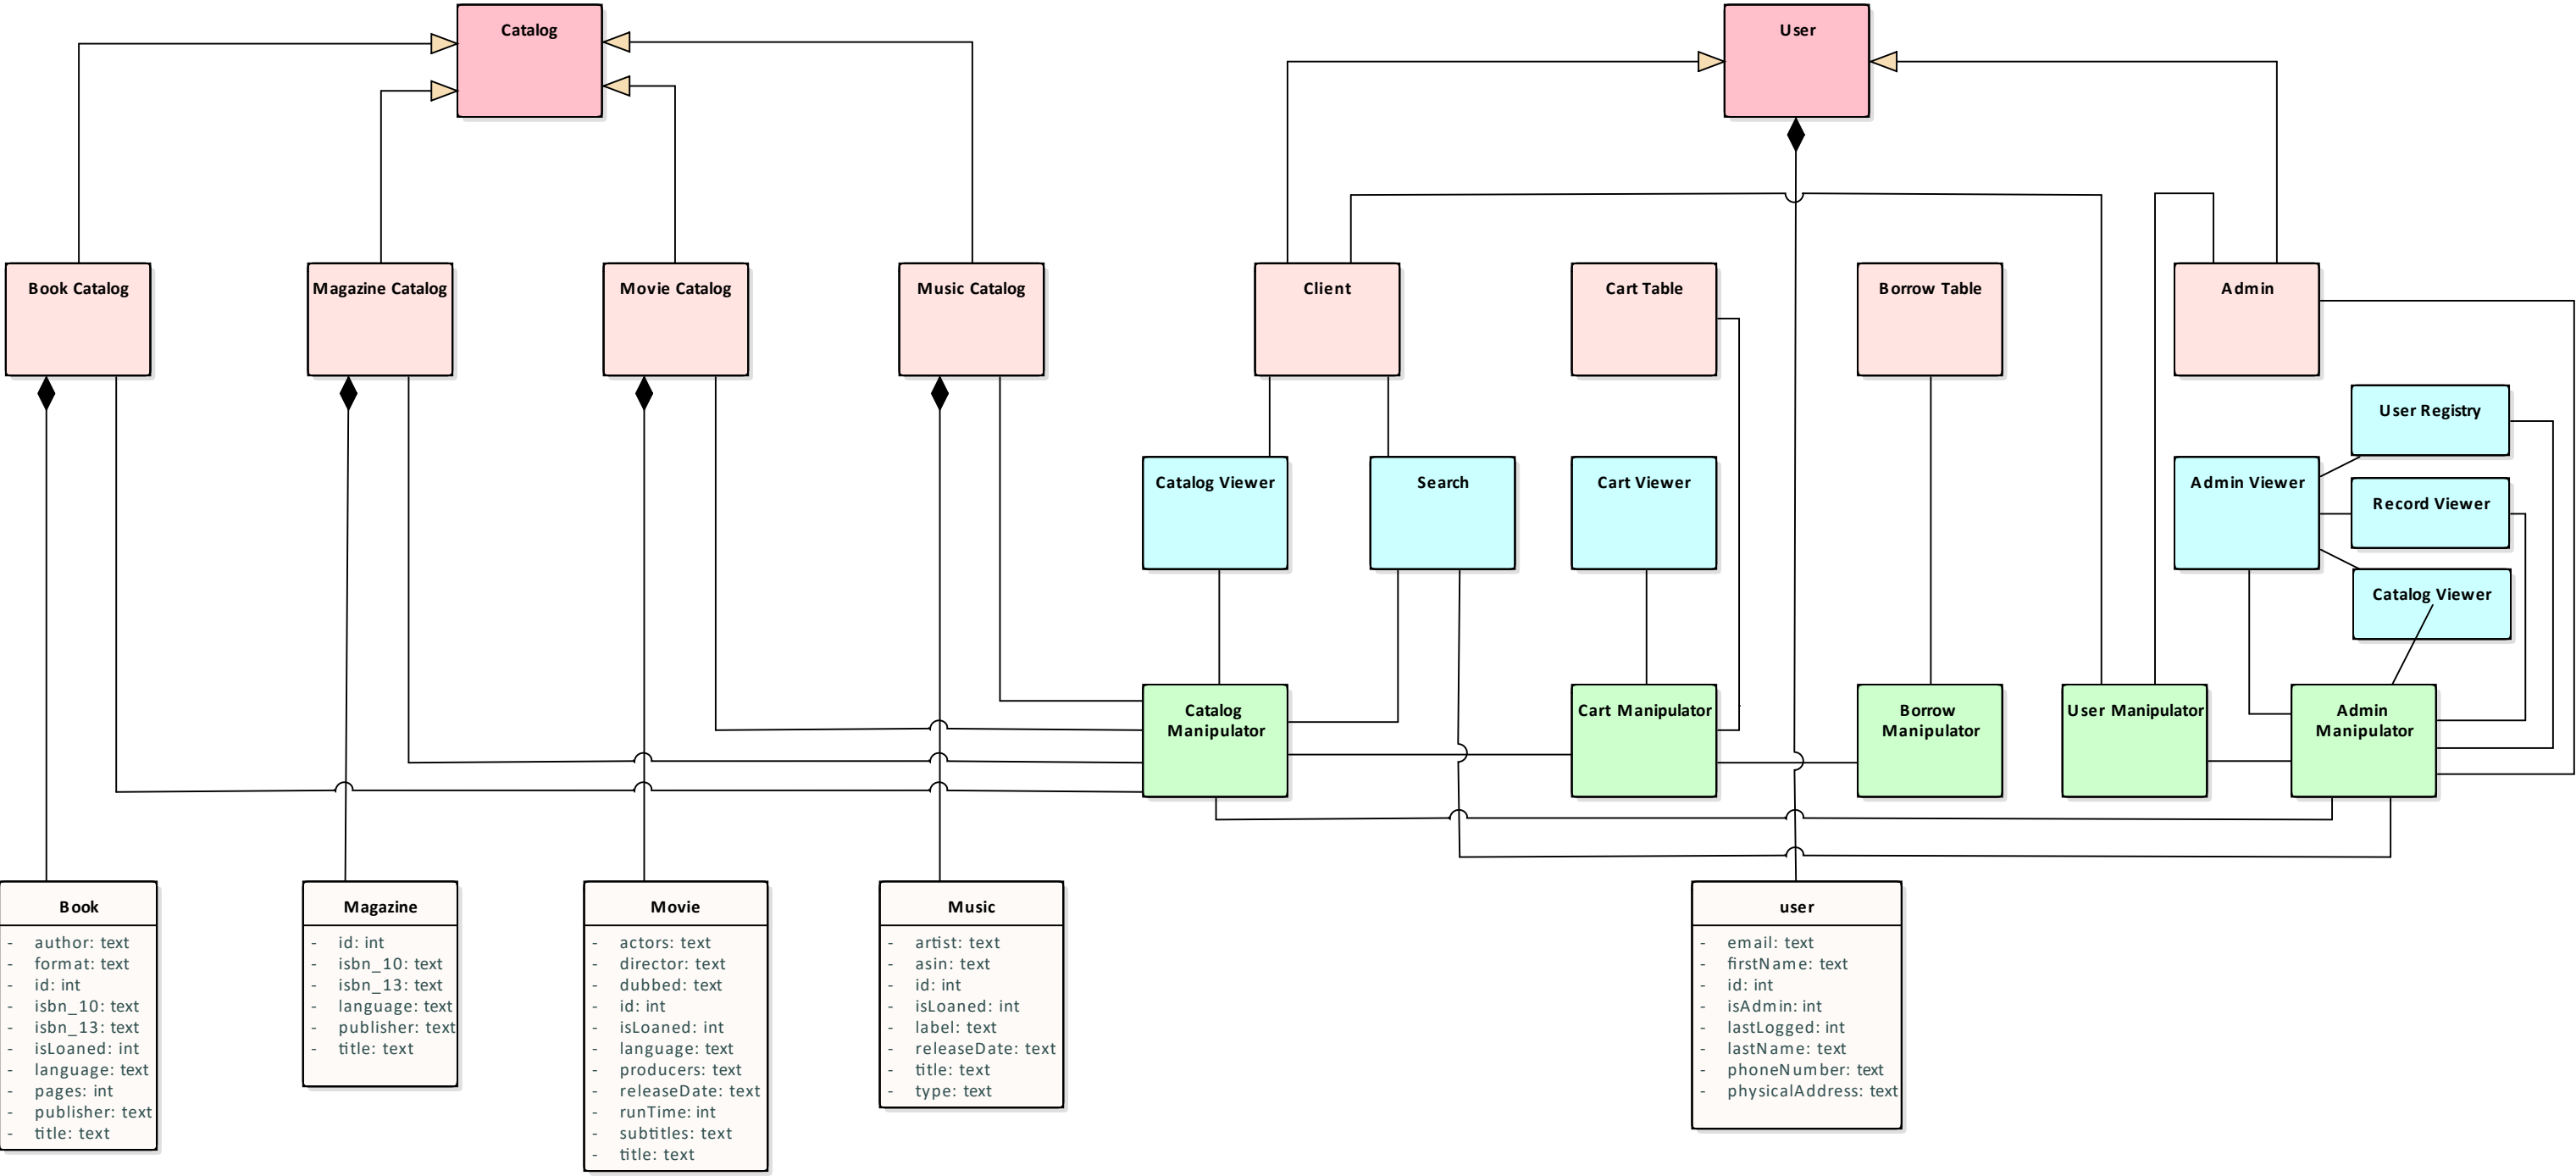 Catalog
User
Book Catalog
Magazine Catalog
Movie Catalog
Music Catalog
Client
Cart Table
Borrow Table
Admin
User Registry
Catalog Viewer
Search
Cart Viewer
Admin Viewer
Record Viewer
Catalog Viewer
Catalog
Manipulator
Cart Manipulator
Borrow
Manipulator
User Manipulator
Admin
Manipulator
Book
- author: text
- format: text
- id: int
- isbn_10: text
- isbn_13: text
- isLoaned: int
- language: text
- pages: int
- publisher: text
- title: text
Magazine
- id: int
- isbn_10: text
- isbn_13: text
- language: text
- publisher: text
- title: text
Movie
- actors: text
- director: text
- dubbed: text
- id: int
- isLoaned: int
- language: text
- producers: text
- releaseDate: text
- runTime: int
- subtitles: text
- title: text
Music
- artist: text
- asin: text
- id: int
- isLoaned: int
- label: text
- releaseDate: text
- title: text
- type: text
user
- email: text
- firstName: text
- id: int
- isAdmin: int
- lastLogged: int
- lastName: text
- phoneNumber: text
- physicalAddress: text